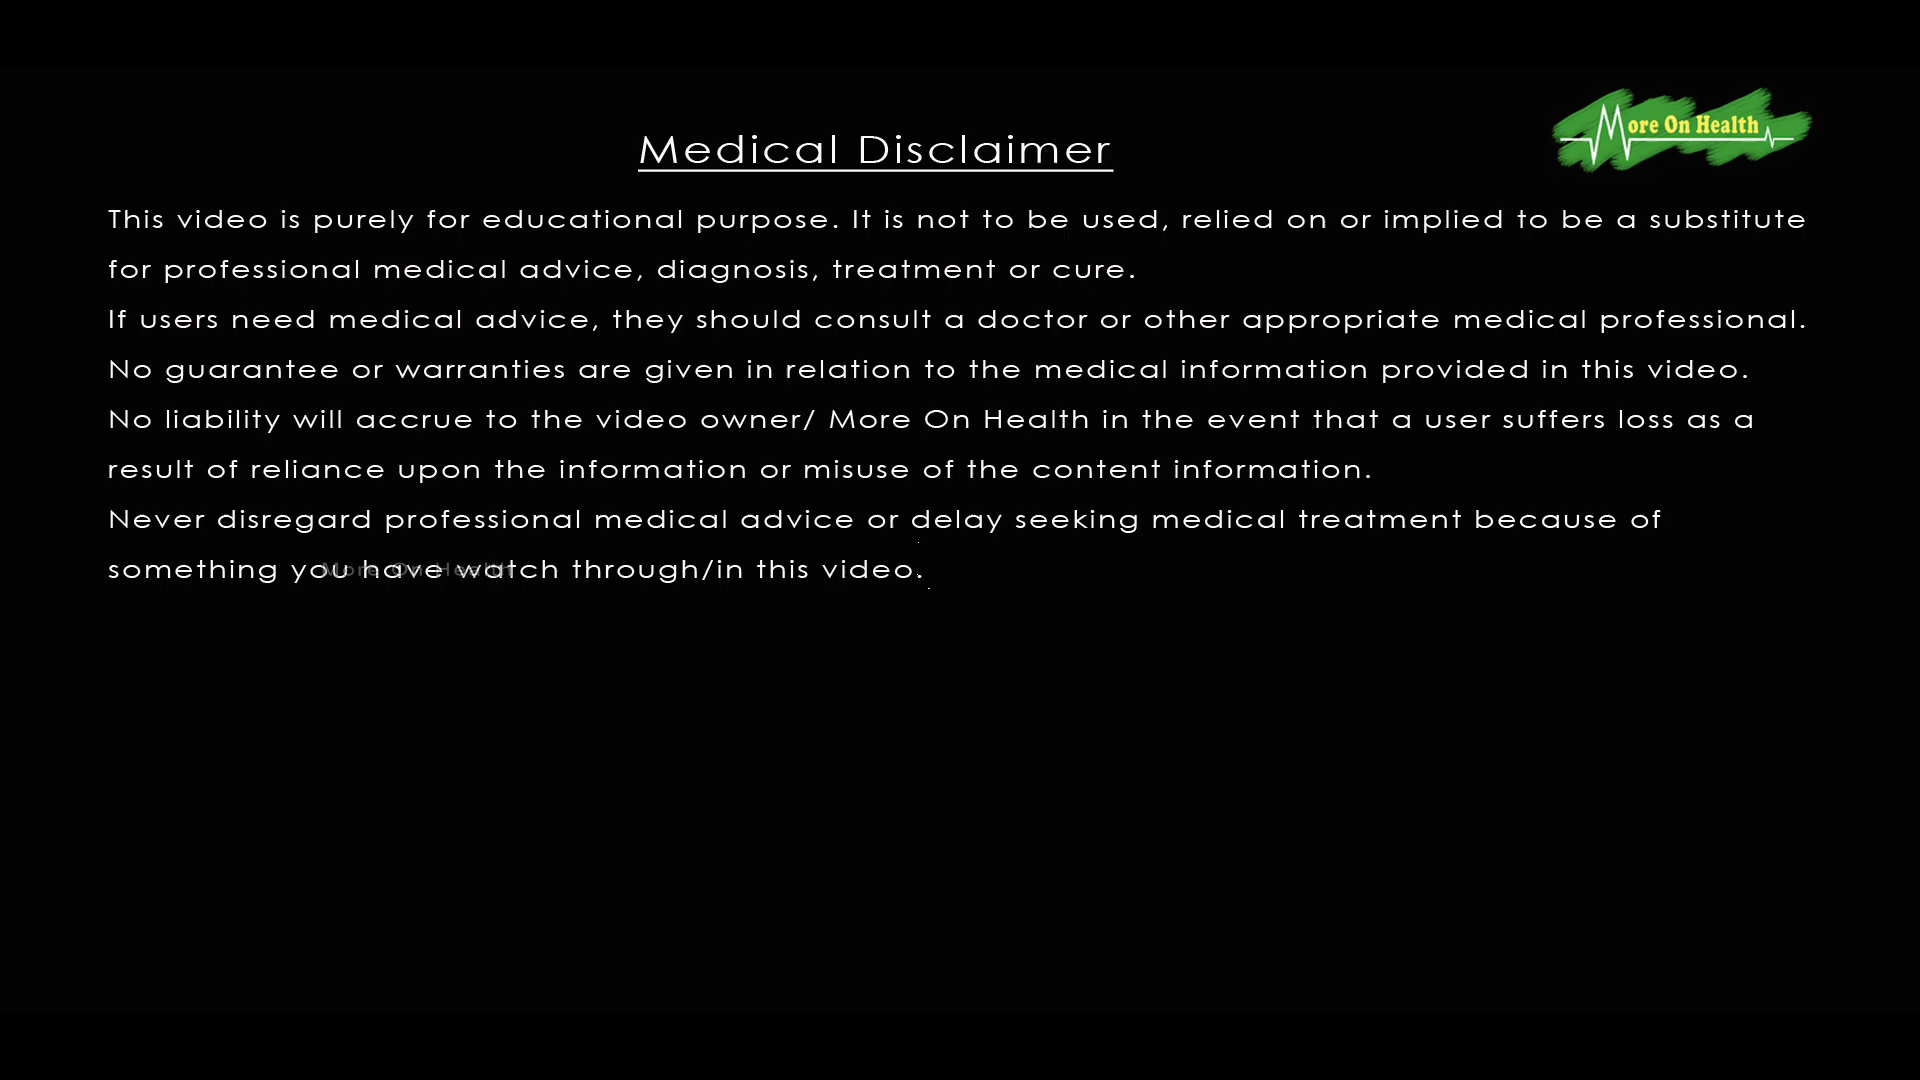 More On Health
Medical Disclaimer
This video is purely for educational purpose. It is not to be used, relied on or implied to be a substitute
for professional medical advice, diagnosis, treatment or cure.
If users need medical advice, they should consult a doctor or other appropriate medical professional.
No guarantee or warranties are given in relation to the medical information provided in this video.
No liability will accrue to the video owner/ More On Health in the event that a user suffers loss as a
result of reliance upon the information or misuse of the content information.
Never disregard professional medical advice or delay seeking medical treatment because of
something you have watch through/in this video.
More On Health